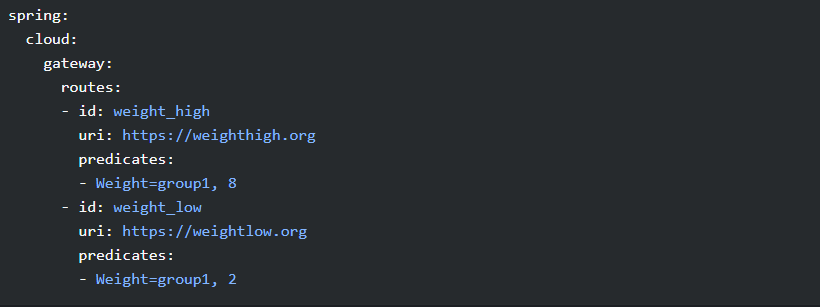 spring:
  cloud:
    gateway:
      routes:
      - id: weight_high
        uri: https://weighthigh.org
        predicates:
        - Weight=group1, 8
      - id: weight_low
        uri: https://weightlow.org
        predicates:
        - Weight=group1, 2